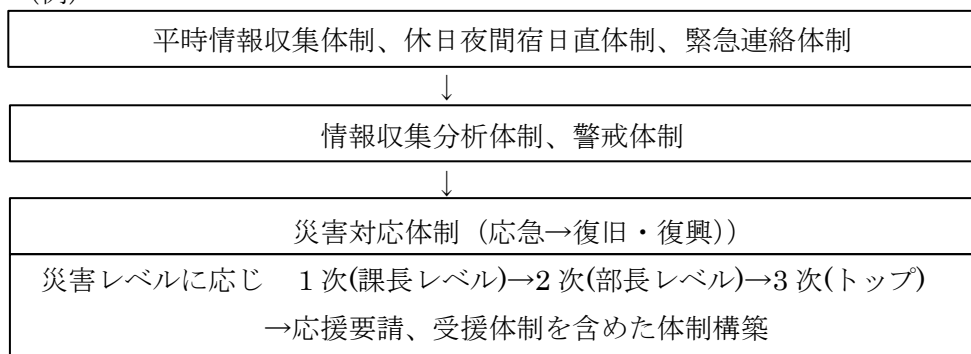 平時情報収集体制、休日夜間宿日直体制、緊急連絡体制
↓
情報収集分析体制、警戒体制
↓
災害対応体制（応急→復旧・復興））
災害レベルに応じ　１次(課長レベル)→２次(部長レベル)→３次(トップ)
→応援要請、受援体制を含めた体制構築